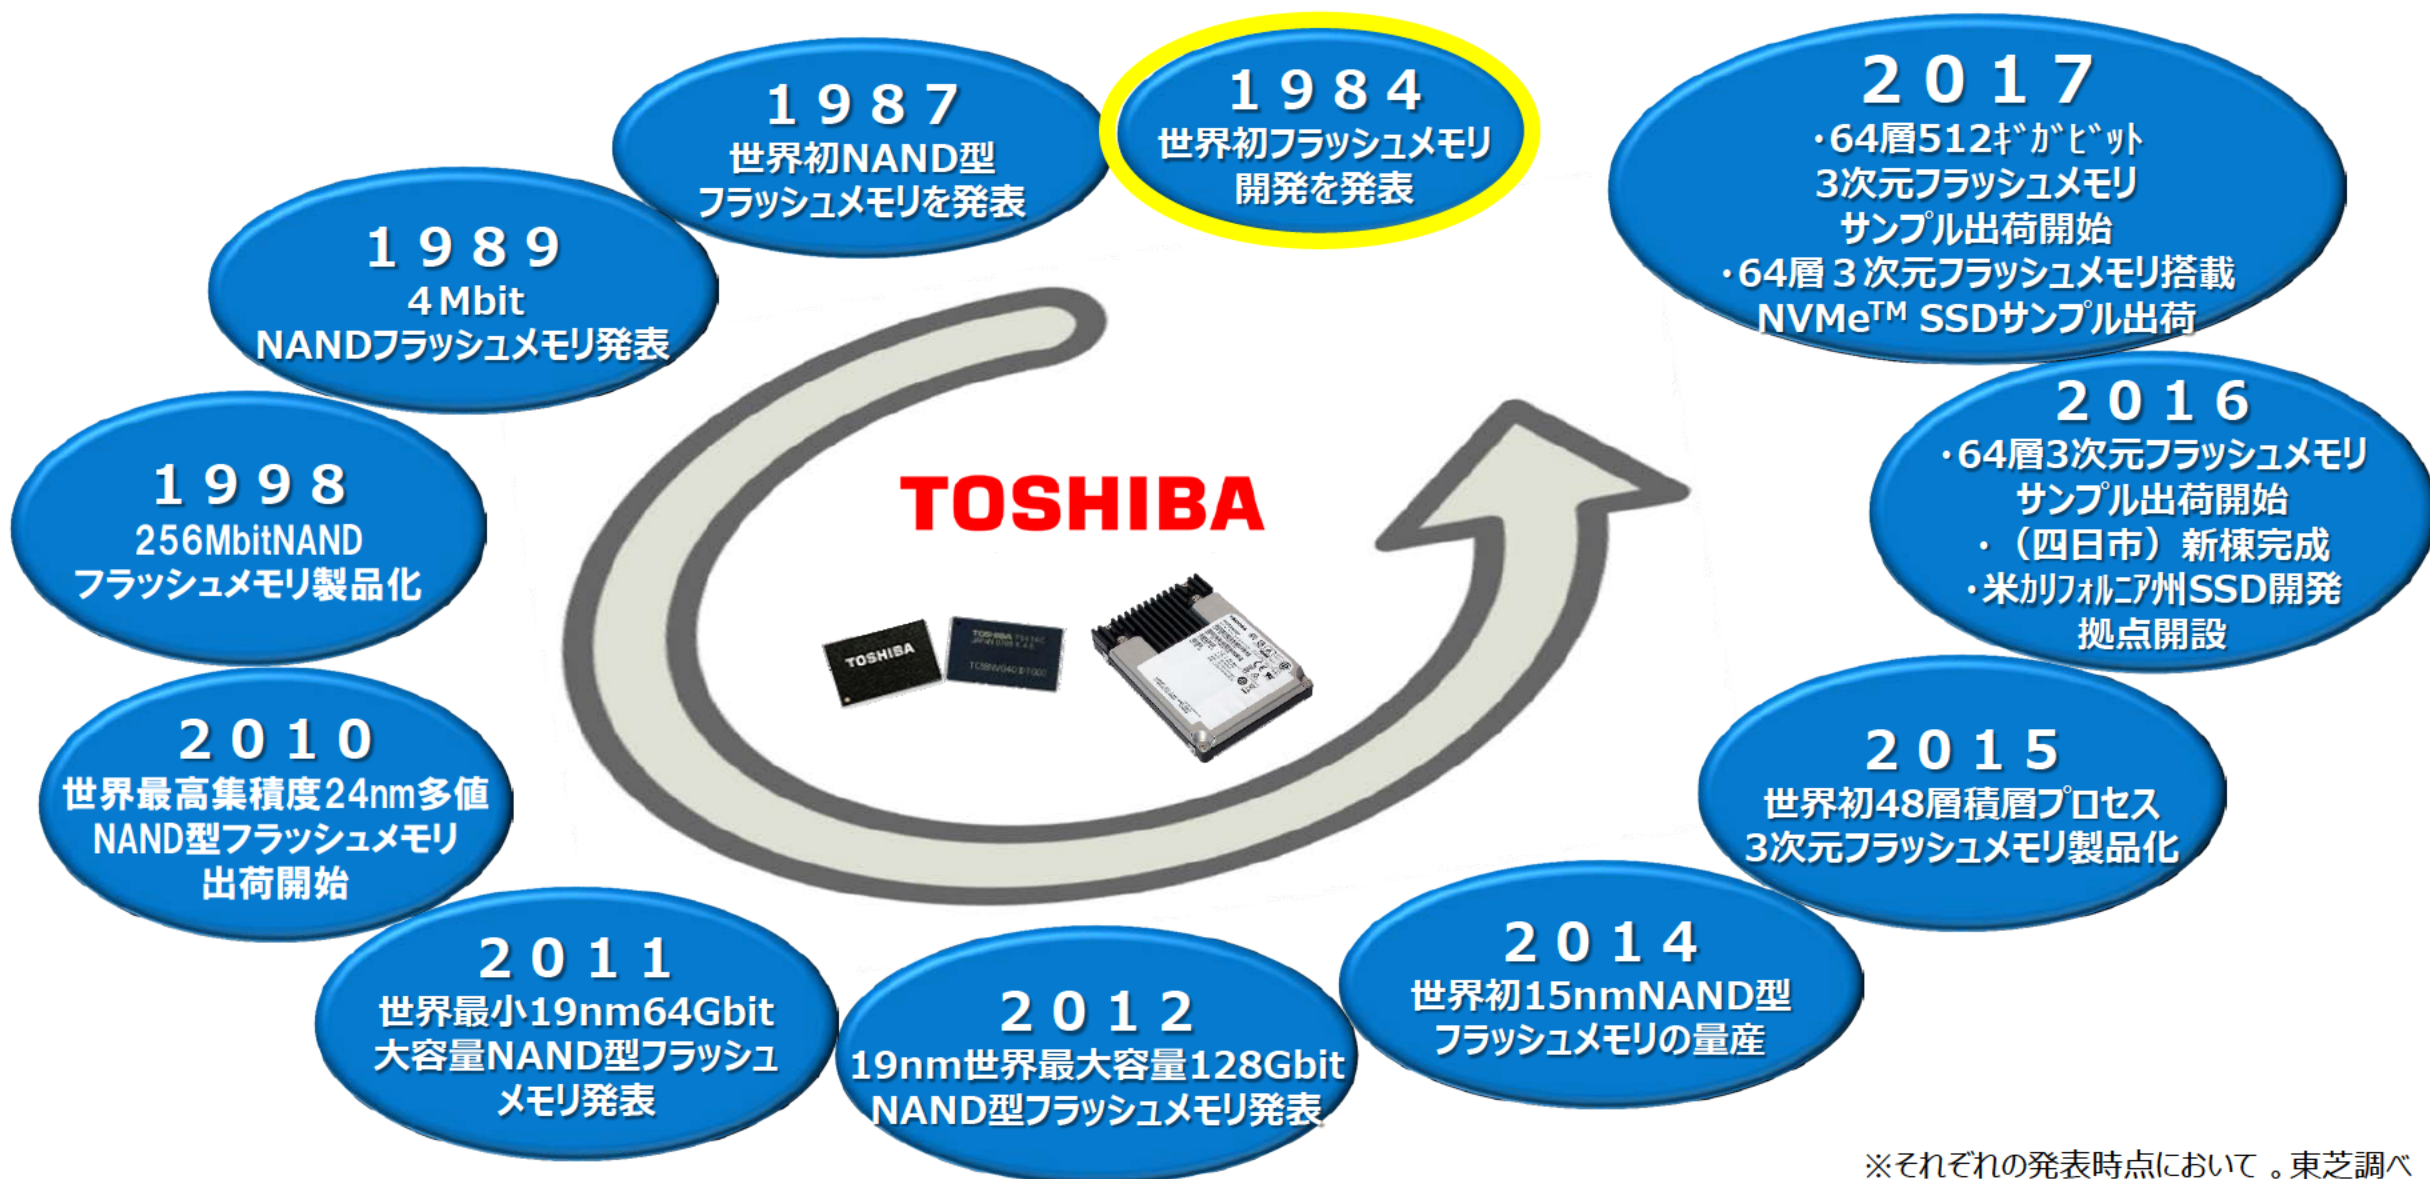 １９８４
世界初フラッシュメモリ
開発を発表
１９８７
世界初NAND型
フラッシュメモリを発表
１９８９
４Mbit
NANDフラッシュメモリ発表
１９９８
256MbitNAND
フラッシュメモリ製品化
２０１０
世界最高集積度24nm多値
NAND型フラッシュメモリ
出荷開始
２０１１
世界最小19nm64Gbit
大容量NAND型フラッシュ
メモリ発表
２０１２
19nm世界最大容量128Gbit
NAND型フラッシュメモリ発表
２０１４
世界初15nmNAND型
フラッシュメモリの量産
２０１５
世界初48層積層プロセス
3次元フラッシュメモリ製品化
２０１６
・64層3次元フラッシュメモリ
サンプル出荷開始
・（四日市）新棟完成
・米ｶﾘﾌｫﾙﾆｱ州SSD開発
拠点開設
２０１７
・64層512ｷﾞｶﾞﾋﾞｯﾄ
3次元フラッシュメモリ
サンプル出荷開始
・64層３次元フラッシュメモリ搭載
NVMe™ SSDサンプル出荷
TOSHIBA
TOSHIBA
TOSHIBA
※それぞれの発表時点において 。東芝調べ